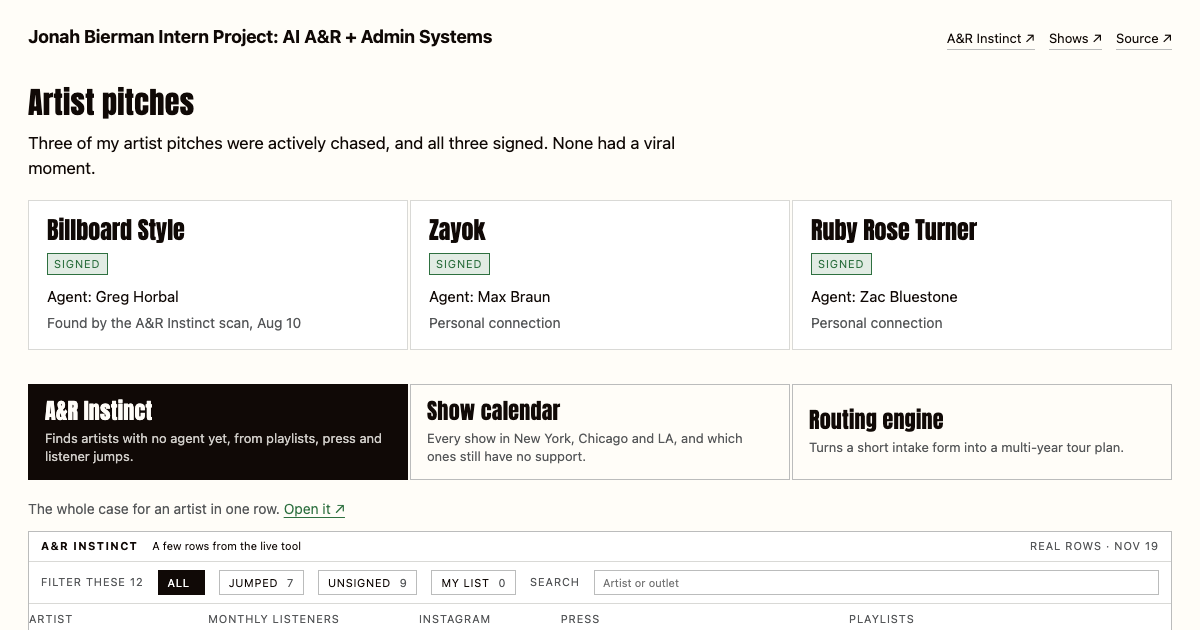 Jonah Bierman Intern Project: AI A&R + Admin Systems
A&R Instinct ↗ Shows ↗ Source ↗
Artist pitches
Three of my artist pitches were actively chased, and all three signed. None had a viral
moment.
Billboard Style
SIGNED
Agent: Greg Horbal
Found by the A&R Instinct scan, Aug 10
Zayok
SIGNED
Agent: Max Braun
Personal connection
Ruby Rose Turner
SIGNED
Agent: Zac Bluestone
Personal connection
A&R Instinct
Finds artists with no agent yet, from playlists, press and
listener jumps.
Show calendar
Every show in New York, Chicago and LA, and which
ones still have no support.
Routing engine
Turns a short intake form into a multi-year tour plan.
The whole case for an artist in one row. Open it ↗
A&R INSTINCT A few rows from the live tool REAL ROWS · NOV 19
FILTER THESE 12 ALL JUMPED 7 UNSIGNED 9 MY LIST 0 SEARCH Artist or outlet
ARTIST MONTHLY LISTENERS INSTAGRAM PRESS PLAYLISTS